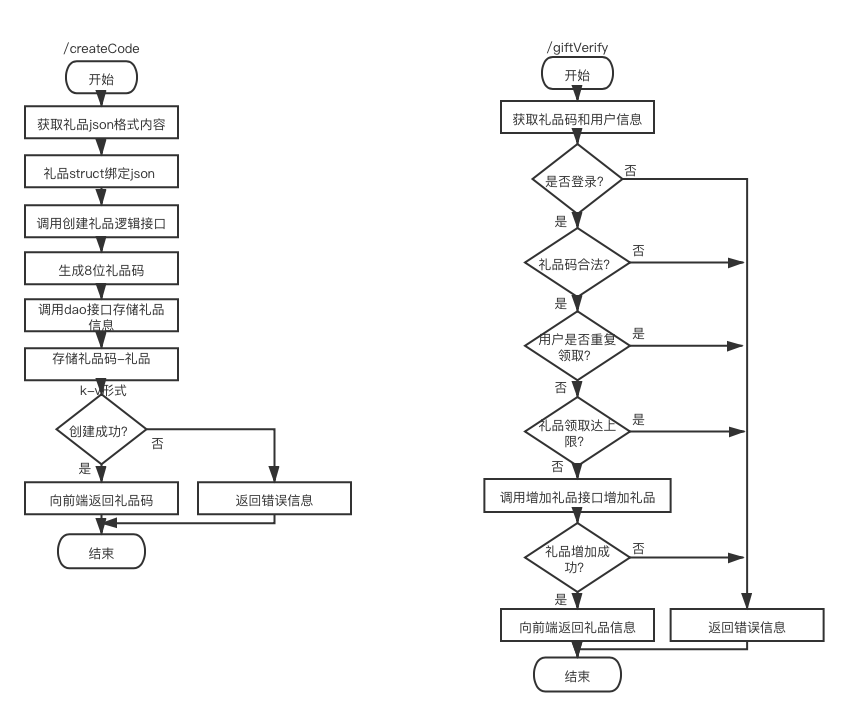 /createCode
开始
获取礼品json格式内容
礼品struct绑定json
调用创建礼品逻辑接口
生成8位礼品码
调用dao接口存储礼品
信息
存储礼品码-礼品
k-v形式
创建成功?
否
是
向前端返回礼品码
返回错误信息
结束
/giftVerify
开始
获取礼品码和用户信息
是否登录?
否
是
礼品码合法?
否
是
用户是否重复
领取?
是
否
礼品领取达上
限?
是
否
调用增加礼品接口增加礼品
礼品增加成
功?
否
是
向前端返回礼品信息
返回错误信息
结束